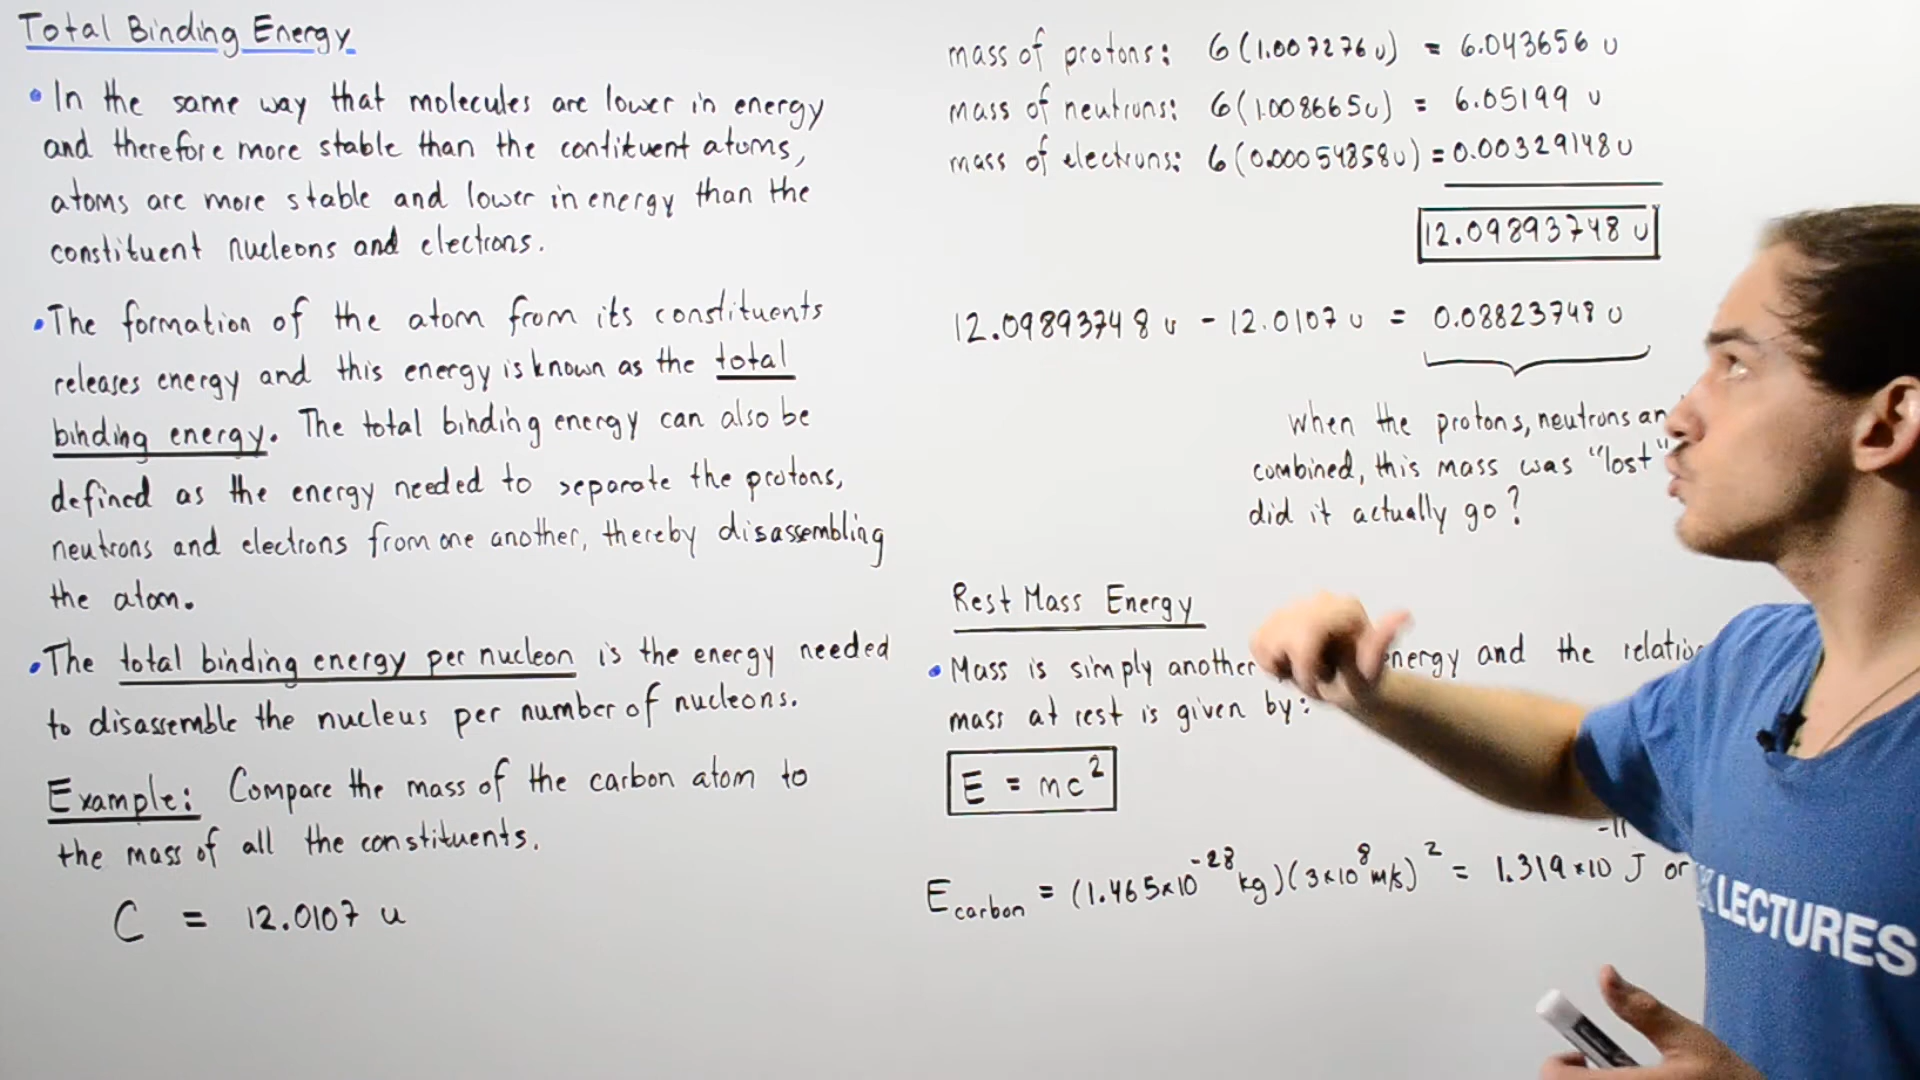 Total Binding Energy
• In the same way that molecules are lower in energy
and therefore more stable than the contituent atoms,
atoms are more stable and lower in energy than the
constituent nucleons and electrons.
• The formation of the atom from its constituents
releases energy and this energy is known as the total
binding energy. The total binding energy can also be
defined as the energy needed to separate the protons,
neutrons and electrons from one another, thereby disassembling
the atom.
• The total binding energy per nucleon is the energy needed
to disassemble the nucleus per number of nucleons.
Example: Compare the mass of the carbon atom to
the mass of all the constituents.
C = 12.0107 u
mass of protons: 6(1.007276 u) = 6.043656 u
mass of neutrons: 6(1.008665u) = 6.05199 u
mass of electrons: 6(0.00054858u) = 0.00329148u
12.09893748 u
12.09893748 u - 12.0107 u = 0.08823748 u
When the protons, neutrons an
combined, this mass was "lost"
did it actually go?
Rest Mass Energy
• Mass is simply another nergy and the relatio
mass at rest is given by:
E = mc²
E carbon = (1.465×10⁻²⁸ kg)(3×10⁸ m/s)² = 1.319×10⁻¹¹ J or
K LECTURES